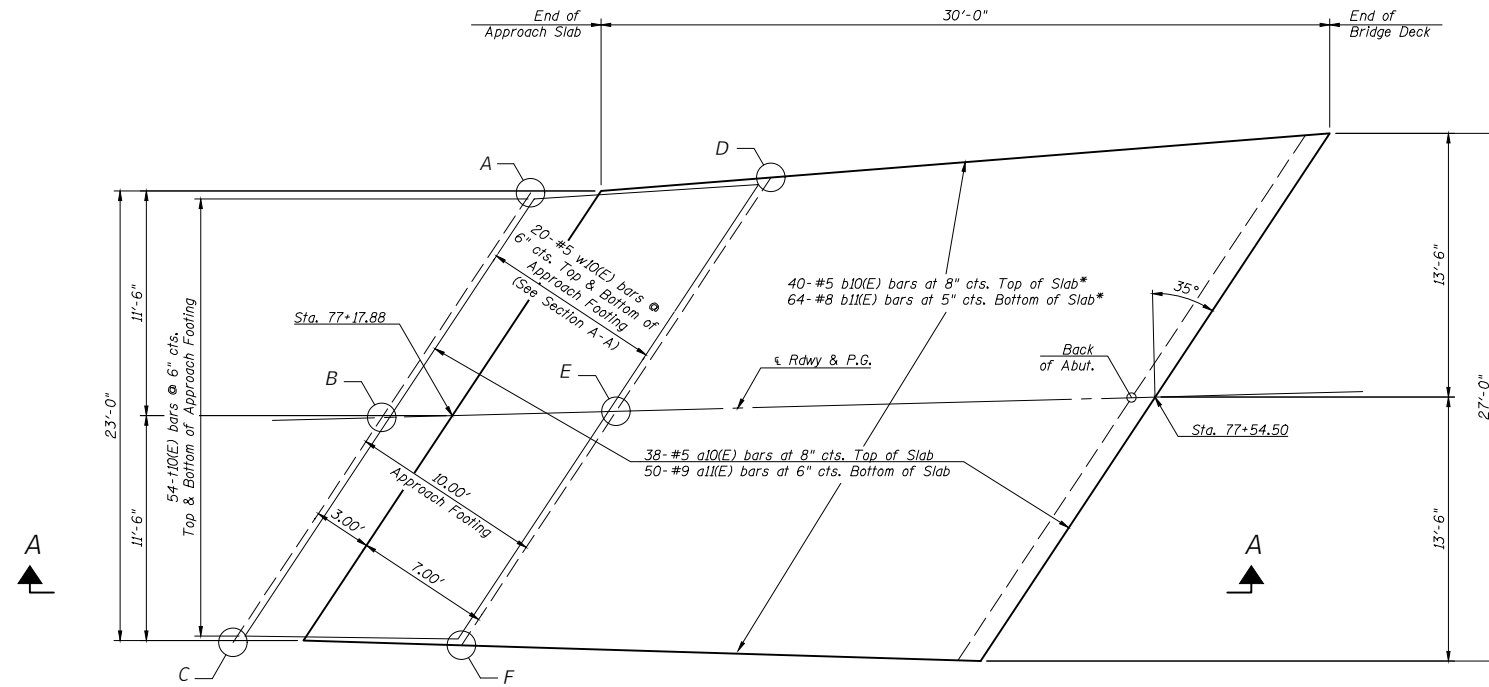 End of
Approach Slab
30'-0"
End of
Bridge Deck
D
A
20-#5 w10(E) bars @
6" cts. Top & Bottom of
Approach Footing
(See Section A-A)
40-#5 b10(E) bars at 8" cts. Top of Slab*
64-#8 b11(E) bars at 5" cts. Bottom of Slab*
35°
13'-6"
11'-6"
54-t10(E) bars @ 6" cts.
Top & Bottom of Approach Footing
Sta. 77+17.88
B
E
℄ Rdwy & P.G.
Back
of Abut.
23'-0"
27'-0"
Sta. 77+54.50
38-#5 a10(E) bars at 8" cts. Top of Slab
50-#9 a11(E) bars at 6" cts. Bottom of Slab
10.00'
Approach Footing
3.00'
7.00'
11'-6"
13'-6"
A
A
C
F